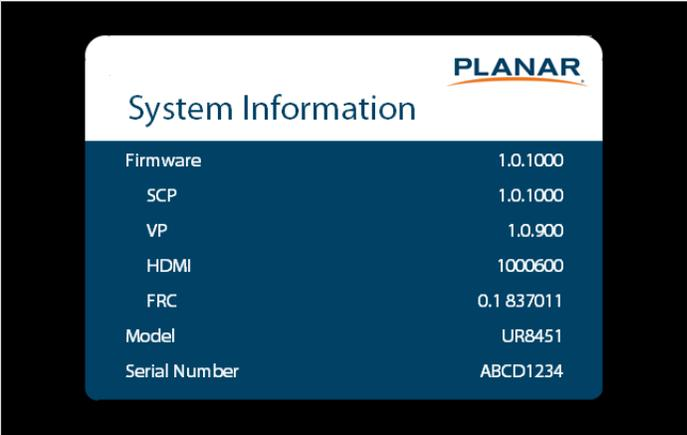 PLANAR
System Information
Firmware 1.0.1000
SCP 1.0.1000
VP 1.0.900
HDMI 1000600
FRC 0.1 837011
Model UR8451
Serial Number ABCD1234